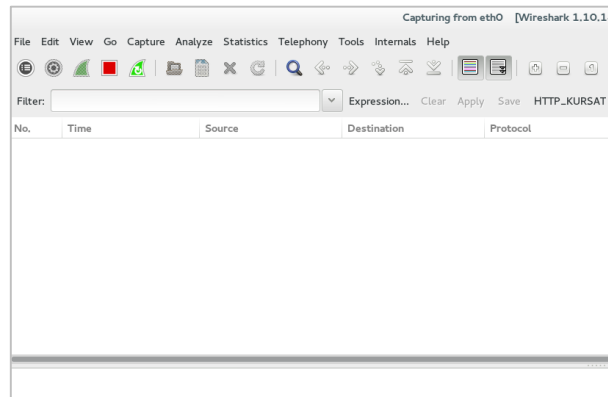 Capturing from eth0 [Wireshark 1.10.1
File Edit View Go Capture Analyze Statistics Telephony Tools Internals Help
Filter: Expression... Clear Apply Save HTTP_KURSAT
No. Time Source Destination Protocol